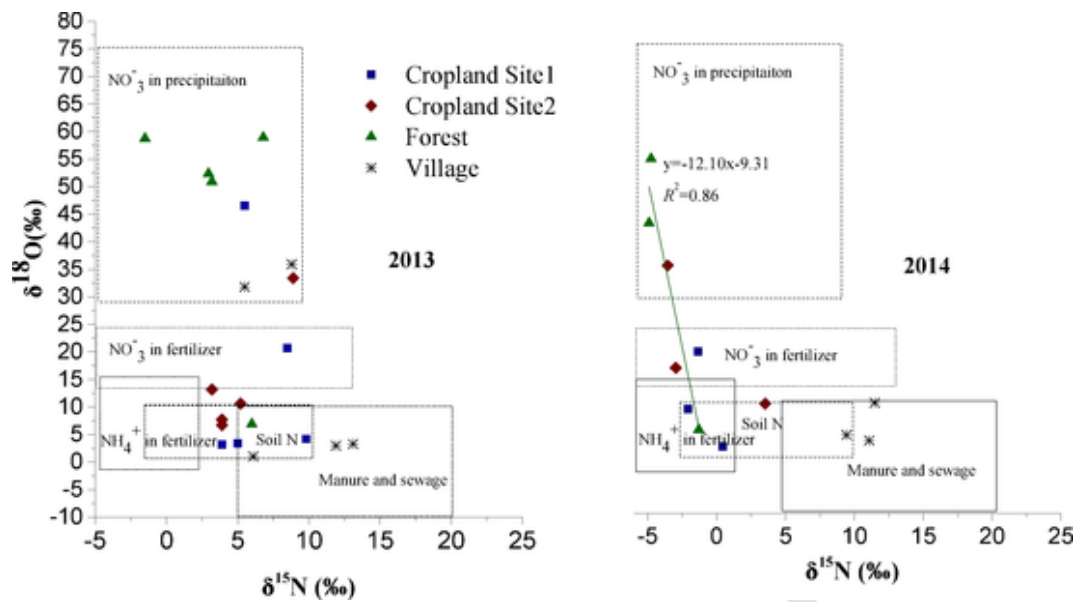 80
75
70
65
60
55
50
45
40
35
30
25
20
15
10
5
0
-5
-10
δ18O(‰)
NO-3 in precipitaiton
Cropland Site1
Cropland Site2
Forest
Village
2013
NO-3 in fertilizer
NH4+ in fertilizer
Soil N
Manure and sewage
-5 0 5 10 15 20 25
δ15N (‰)
NO-3 in precipitaiton
y=-12.10x-9.31
R2=0.86
2014
NO-3 in fertilizer
Soil N
NH4+ in fertilizer
Manure and sewage
-5 0 5 10 15 20 25
δ15N (‰)